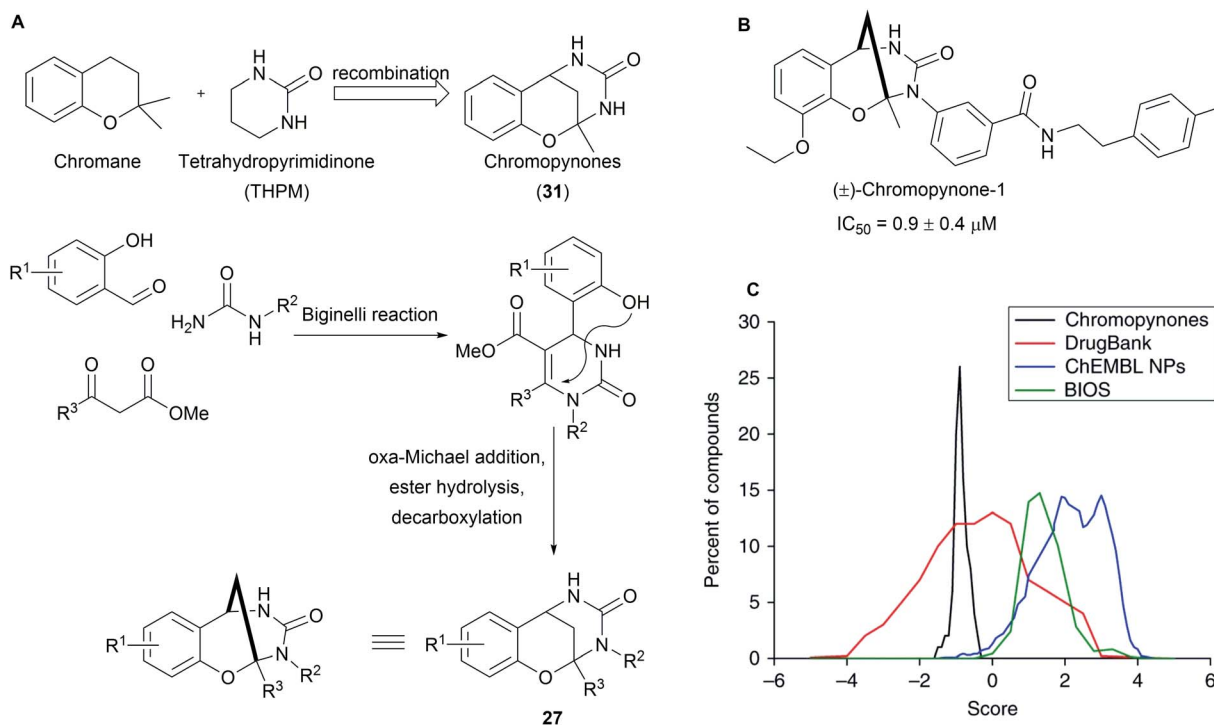 A
H
N
O
N
H
O
+
recombination
H
N
O
NH
O
Chromane
Tetrahydropyrimidinone
(THPM)
Chromopynones
(31)
B
NH
O
N
O
O
O
N
H
(±)-Chromopynone-1
IC50 = 0.9 ± 0.4 μM
OH
R1
O
O
H2N
N
H
R2
O
O
R3
OMe
Biginelli reaction
R1
OH
O
MeO
NH
R3
N
O
R2
oxa-Michael addition,
ester hydrolysis,
decarboxylation
NH
O
R1
N
R2
O
R3
H
N
O
R1
N
R2
O
R3
27
C
Chromopynones
DrugBank
ChEMBL NPs
BIOS
Percent of compounds
30
25
20
15
10
5
0
−6
−4
−2
0
2
4
6
Score